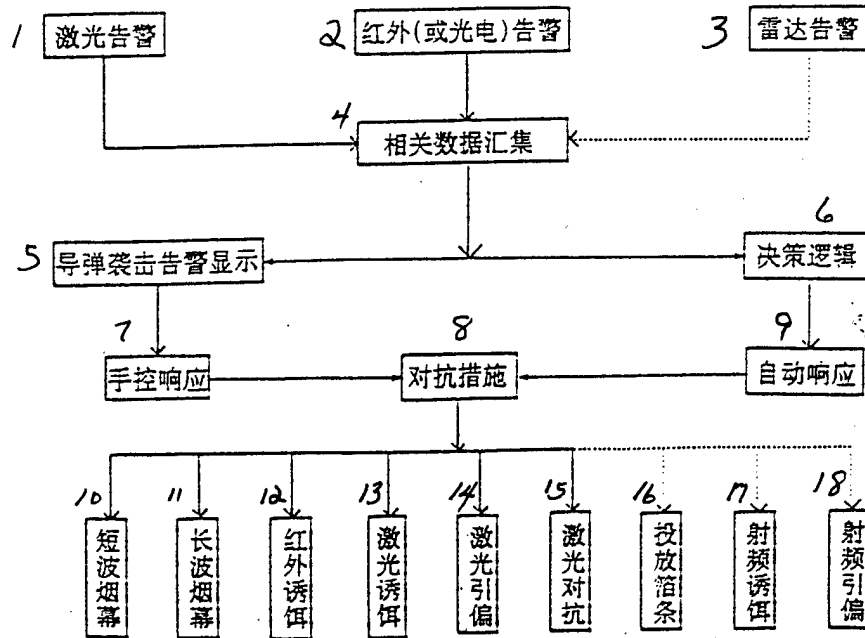 1 激光告警
2 红外(或光电)告警
3 雷达告警
4 相关数据汇集
5 导弹袭击告警显示
6 决策逻辑
7 手控响应
8 对抗措施
9 自动响应
10 短波烟幕
11 长波烟幕
12 红外诱饵
13 激光诱饵
14 激光引偏
15 激光对抗
16 投放箔条
17 射频诱饵
18 射频引偏